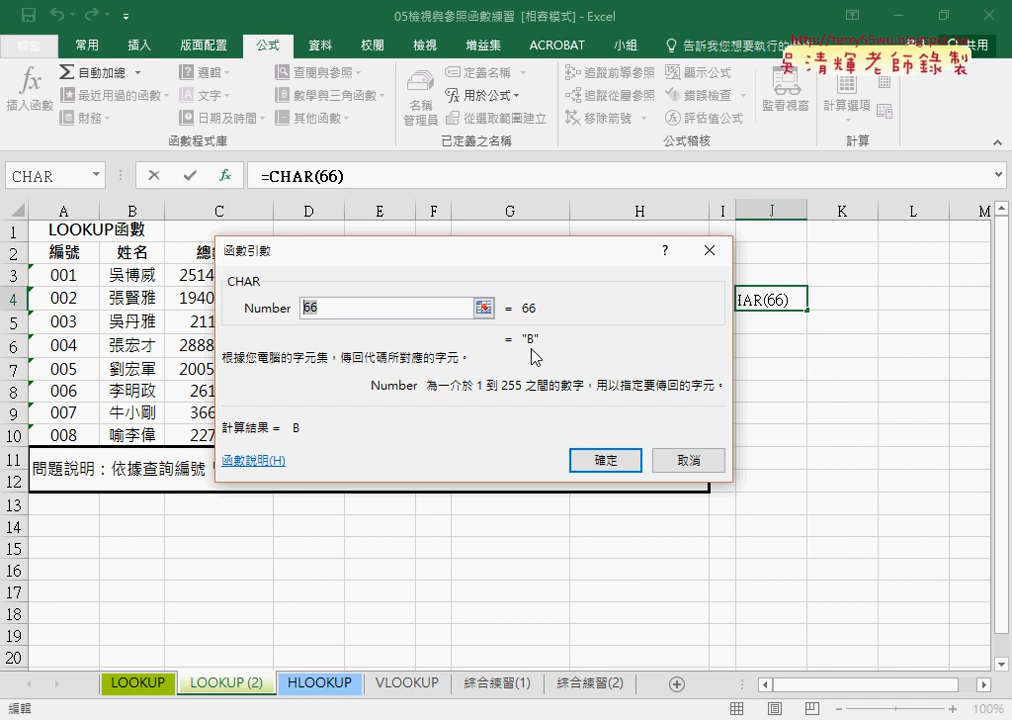 05檢視與參照函數練習 [相容模式] - Excel
檔案 常用 插入 版面配置 公式 資料 校閱 檢視 增益集 ACROBAT 小組 告訴我您想要執行的 共用
http://terry55wu.blogspot.tw
吳清輝老師錄製
fx 插入函數
Σ 自動加總
最近用過的函數
財務
邏輯
文字
日期及時間
查閱與參照
數學與三角函數
其他函數
函數程式庫
名稱管理員
定義名稱
用於公式
從選取範圍建立
已定義之名稱
追蹤前導參照
追蹤從屬參照
移除箭號
顯示公式
錯誤檢查
評估值公式
公式稽核
監看視窗
計算選項
計算
CHAR fx =CHAR(66)
A B C D E F G H I J K L M
1 LOOKUP函數
2 編號 姓名
3 001 吳博威 2514
4 002 張賢雅 1940 HAR(66)
5 003 吳丹雅 211
6 004 張宏才 2888
7 005 劉宏軍 2005
8 006 李明政 261
9 007 牛小剛 366
10 008 喻李偉 227
11 問題說明：依據查詢編號
12
13
14
15
16
17
18
19
20
函數引數 ?
CHAR
Number 66 = 66
= "B"
根據您電腦的字元集，傳回代碼所對應的字元。
Number 為一介於 1 到 255 之間的數字，用以指定要傳回的字元。
計算結果 = B
函數說明(H) 確定 取消
LOOKUP LOOKUP (2) HLOOKUP VLOOKUP 綜合練習(1) 綜合練習(2)
編輯 100%